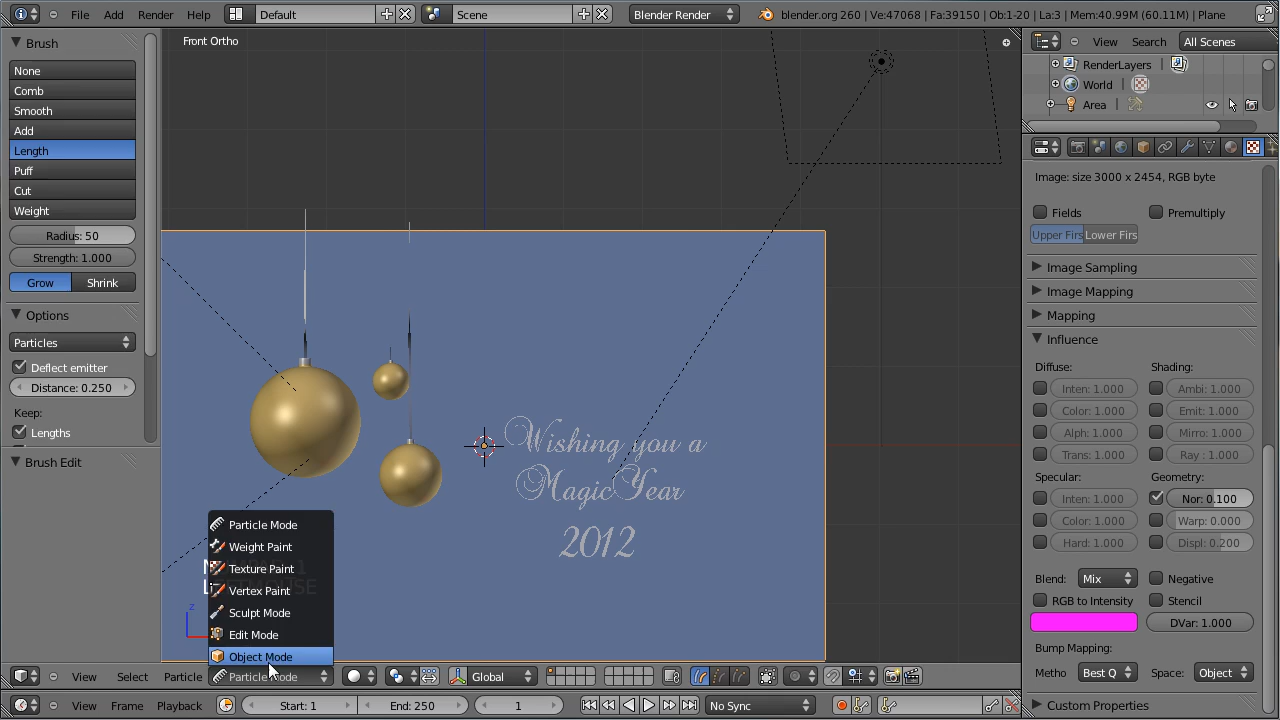 File Add Render Help Default Scene Blender Render blender.org 260 | Ve:47068 | Fa:39150 | Ob:1-20 | La:3 | Mem:40.99M (60.11M) | Plane
Brush
None
Comb
Smooth
Add
Length
Puff
Cut
Weight
Radius: 50
Strength: 1.000
Grow Shrink
Options
Particles
Deflect emitter
Distance: 0.250
Keep:
Lengths
Brush Edit
Front Ortho
Wishing you a
Magic Year
2012
z
Particle Mode
Weight Paint
Texture Paint
Vertex Paint
Sculpt Mode
Edit Mode
Object Mode
View Select Particle Particle Mode Global
View Frame Playback Start: End: 250 1 No Sync
View Search All Scenes
RenderLayers
World
Area
Image: size 3000 x 2454, RGB byte
Fields Premultiply
Upper Firs Lower Firs
Image Sampling
Image Mapping
Mapping
Influence
Diffuse: Shading:
Inten: 1.000 Ambi: 1.000
Color: 1.000 Emit: 1.000
Alph: 1.000 Mirro: 1.000
Trans: 1.000 Ray : 1.000
Specular: Geometry:
Inten: 1.000 Nor: 0.100
Color: 1.000 Warp: 0.000
Hard: 1.000 Displ: 0.200
Blend: Mix Negative
RGB to Intensity Stencil
DVar: 1.000
Bump Mapping:
Metho Best Q Space: Object
Custom Properties